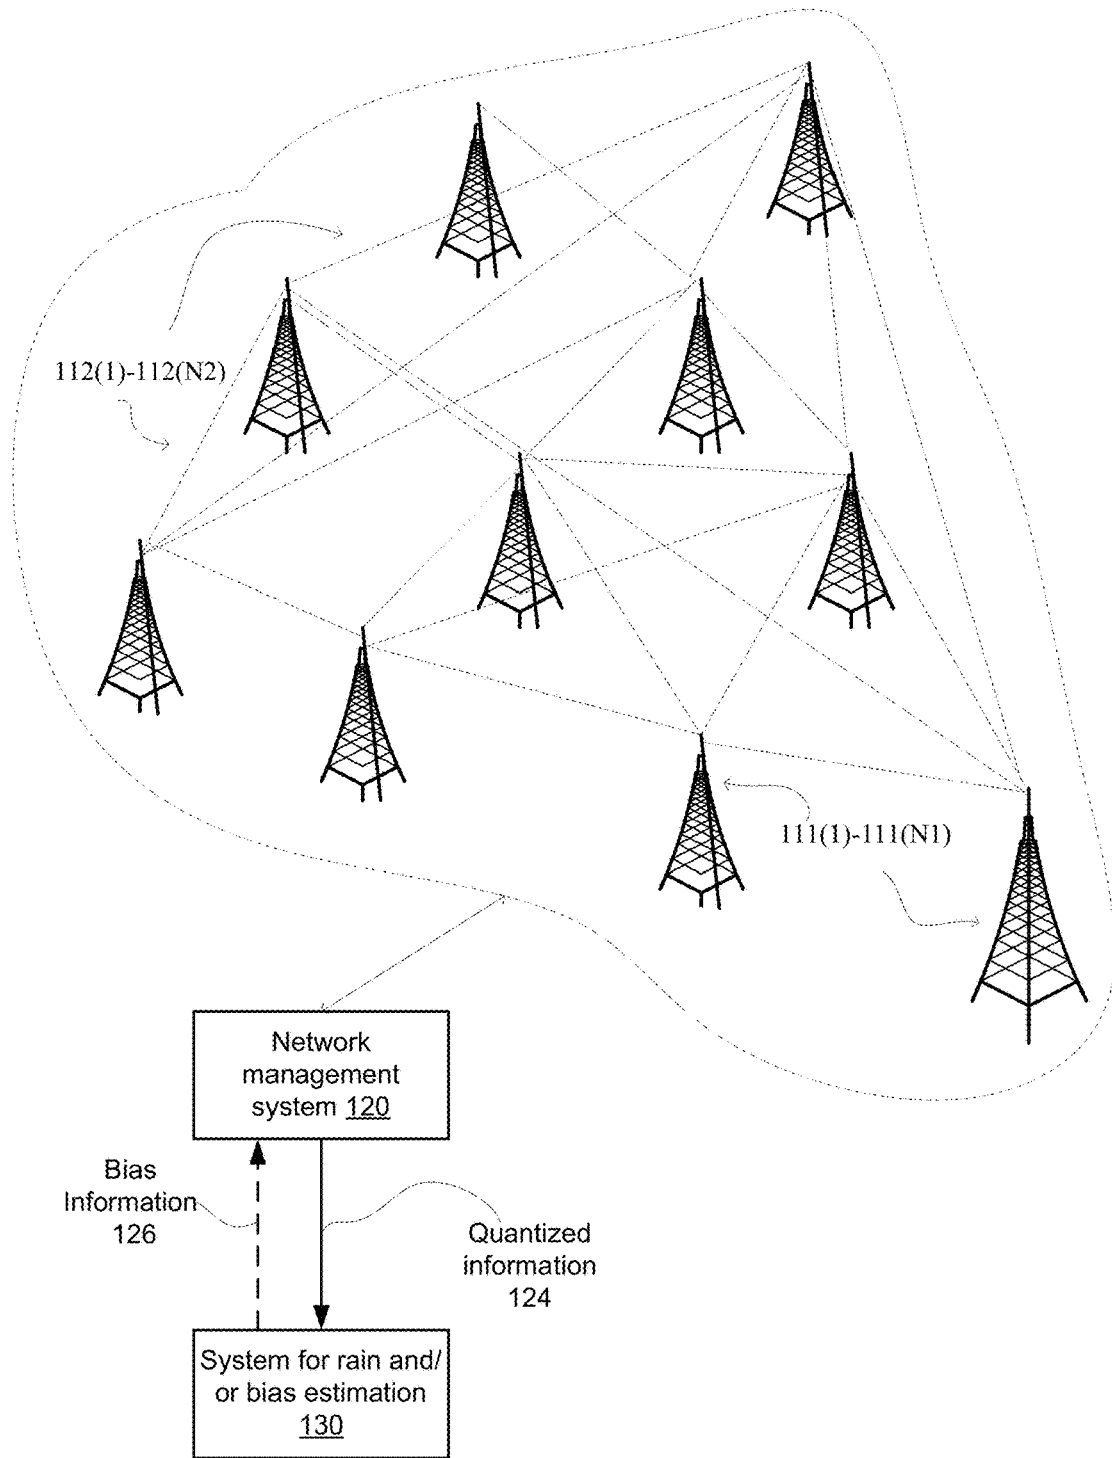 112(1)-112(N2)
111(1)-111(N1)
Network
management
system 120
Bias
Information
126
Quantized
information
124
System for rain and/
or bias estimation
130